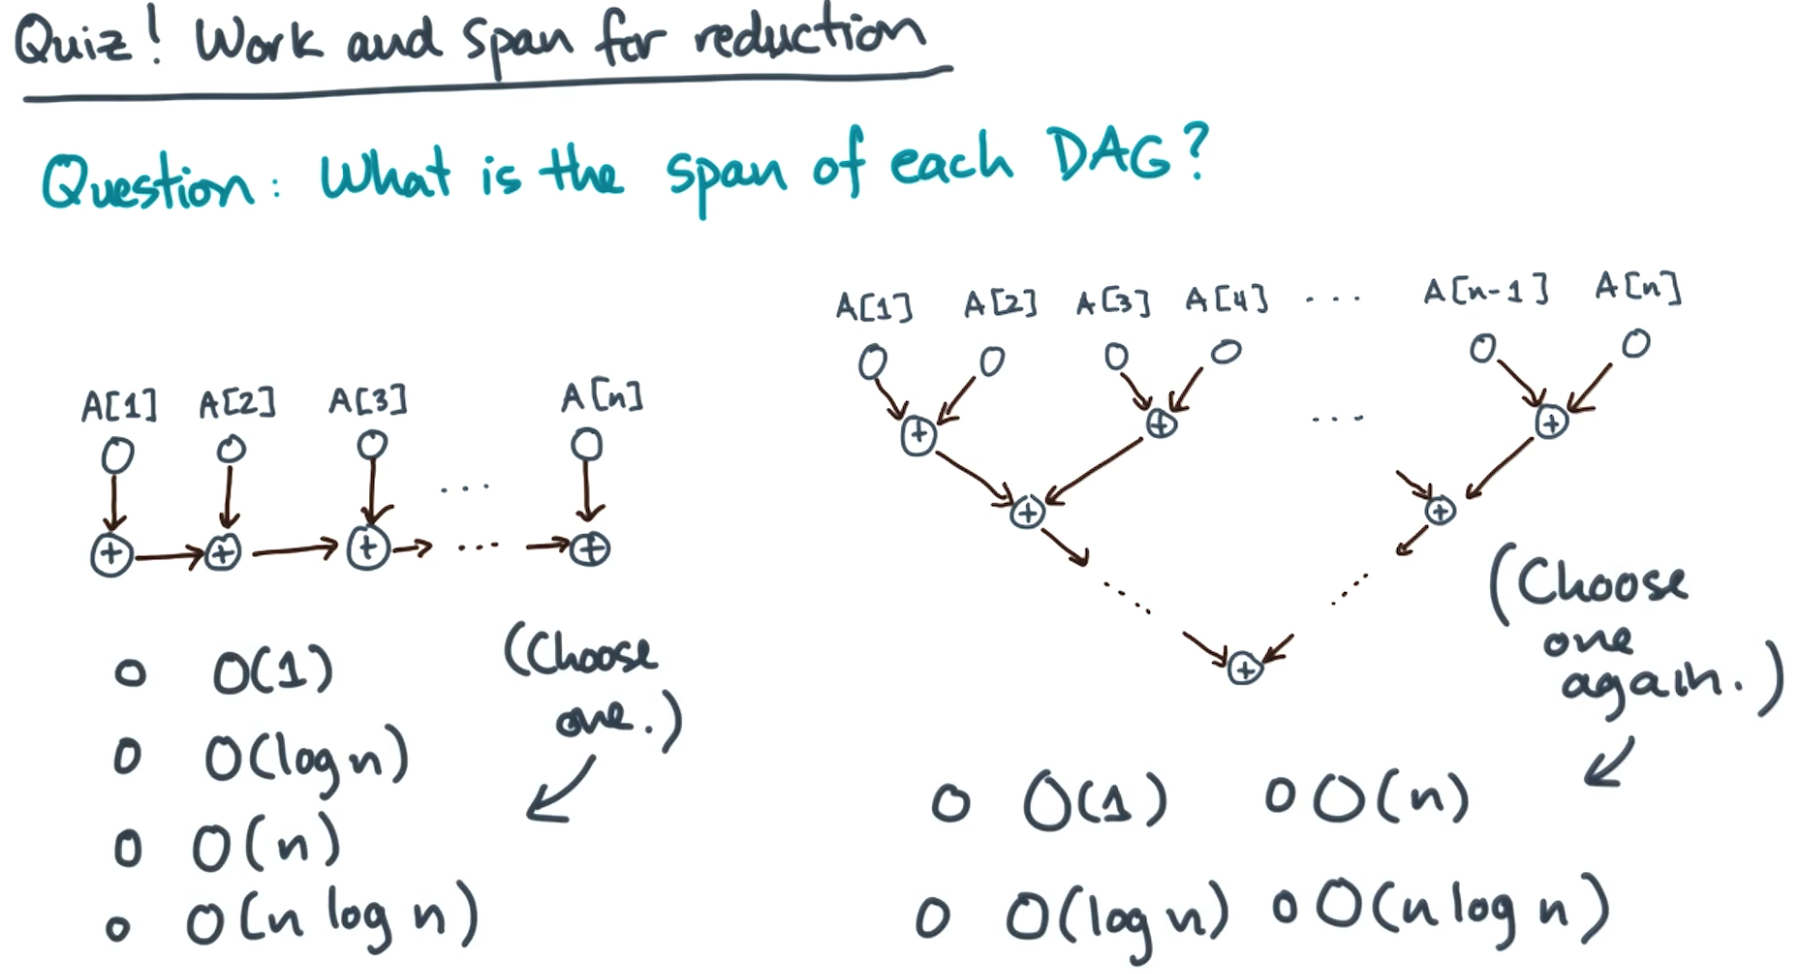 Quiz! Work and span for reduction
Question: What is the span of each DAG?
A[1] A[2] A[3] ... A[n]
+ + + ... +
O(1)
O(log n)
O(n)
O(n log n)
(Choose
one.)
A[1] A[2] A[3] A[4] ... A[n-1] A[n]
+ + ... +
+ +
+
(Choose
one
again.)
O(1) O(n)
O(log n) O(n log n)